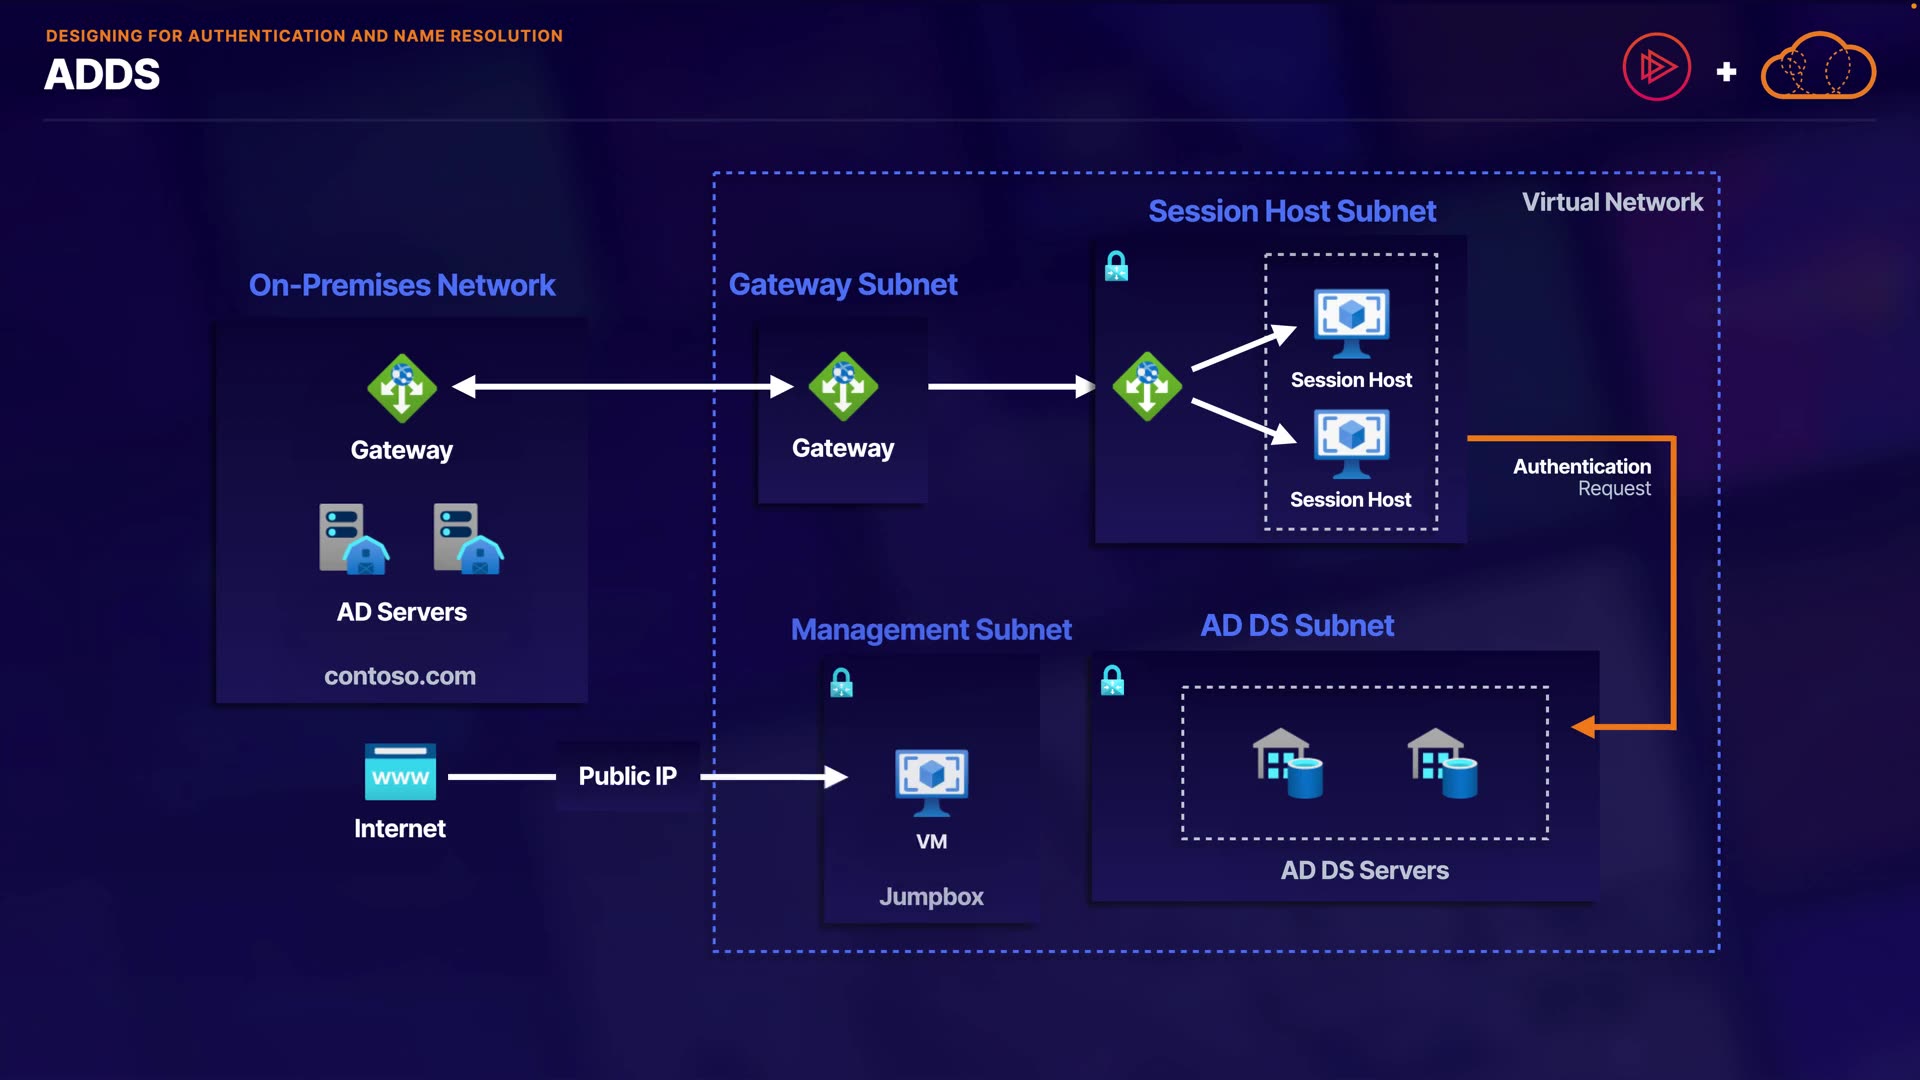 DESIGNING FOR AUTHENTICATION AND NAME RESOLUTION
ADDS
Virtual Network
Session Host Subnet
On-Premises Network
Gateway Subnet
Session Host
Gateway
Gateway
Session Host
Authentication
Request
AD Servers
contoso.com
Management Subnet
AD DS Subnet
www
Public IP
Internet
VM
Jumpbox
AD DS Servers